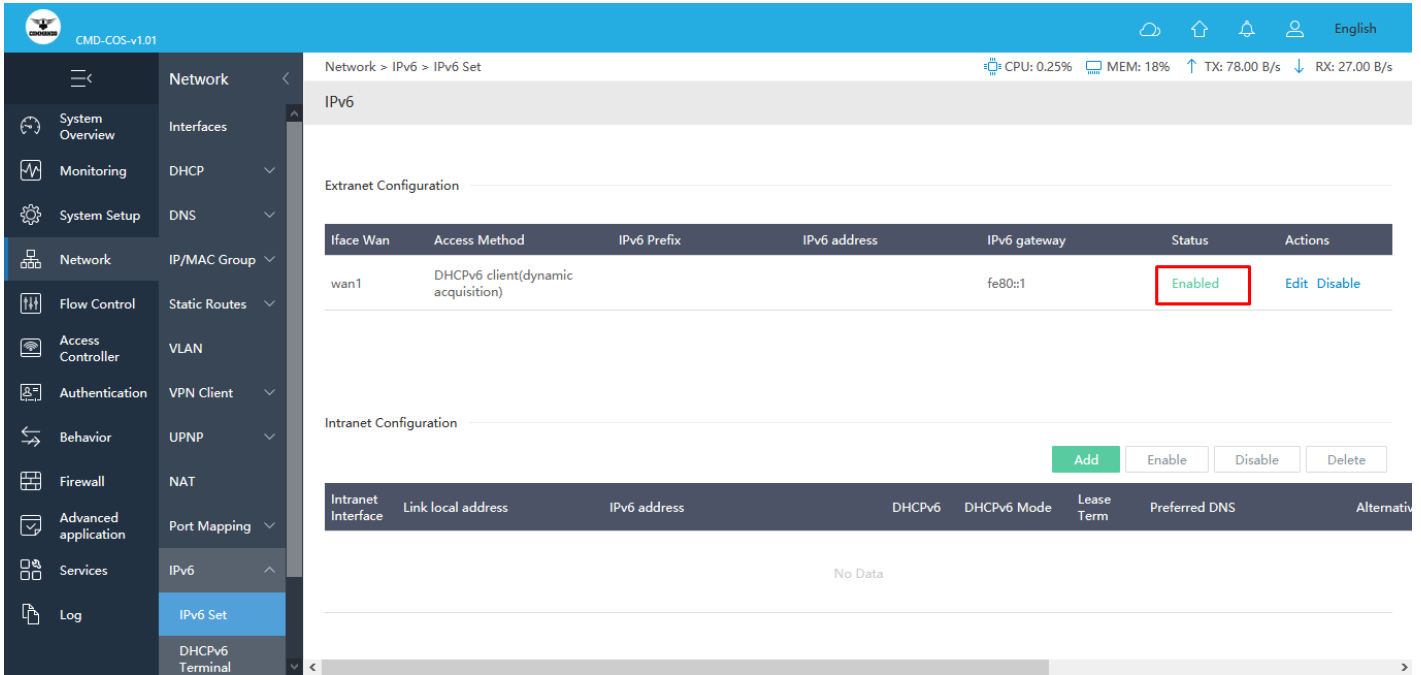 COMMANDO
CMD-COS-v1.01
English
Network
Network > IPv6 > IPv6 Set
CPU: 0.25% MEM: 18% TX: 78.00 B/s RX: 27.00 B/s
IPv6
System
Overview
Monitoring
System Setup
Network
Flow Control
Access
Controller
Authentication
Behavior
Firewall
Advanced
application
Services
Log
Interfaces
DHCP
DNS
IP/MAC Group
Static Routes
VLAN
VPN Client
UPNP
NAT
Port Mapping
IPv6
IPv6 Set
DHCPv6
Terminal
Extranet Configuration
Iface Wan Access Method IPv6 Prefix IPv6 address IPv6 gateway Status Actions
wan1 DHCPv6 client(dynamic
acquisition) fe80::1 Enabled Edit Disable
Intranet Configuration
Add Enable Disable Delete
Intranet
Interface Link local address IPv6 address DHCPv6 DHCPv6 Mode Lease
Term Preferred DNS Alternativ
No Data